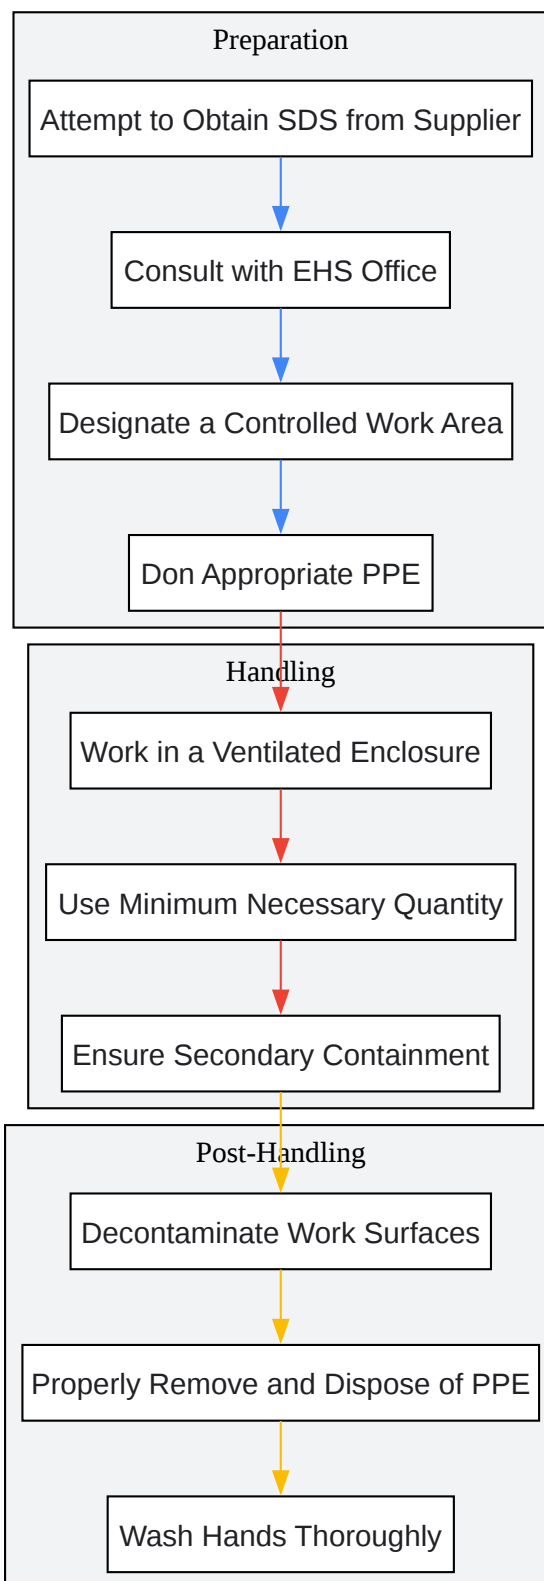 Preparation
Attempt to Obtain SDS from Supplier
Consult with EHS Office
Designate a Controlled Work Area
Don Appropriate PPE
Handling
Work in a Ventilated Enclosure
Use Minimum Necessary Quantity
Ensure Secondary Containment
Post-Handling
Decontaminate Work Surfaces
Properly Remove and Dispose of PPE
Wash Hands Thoroughly